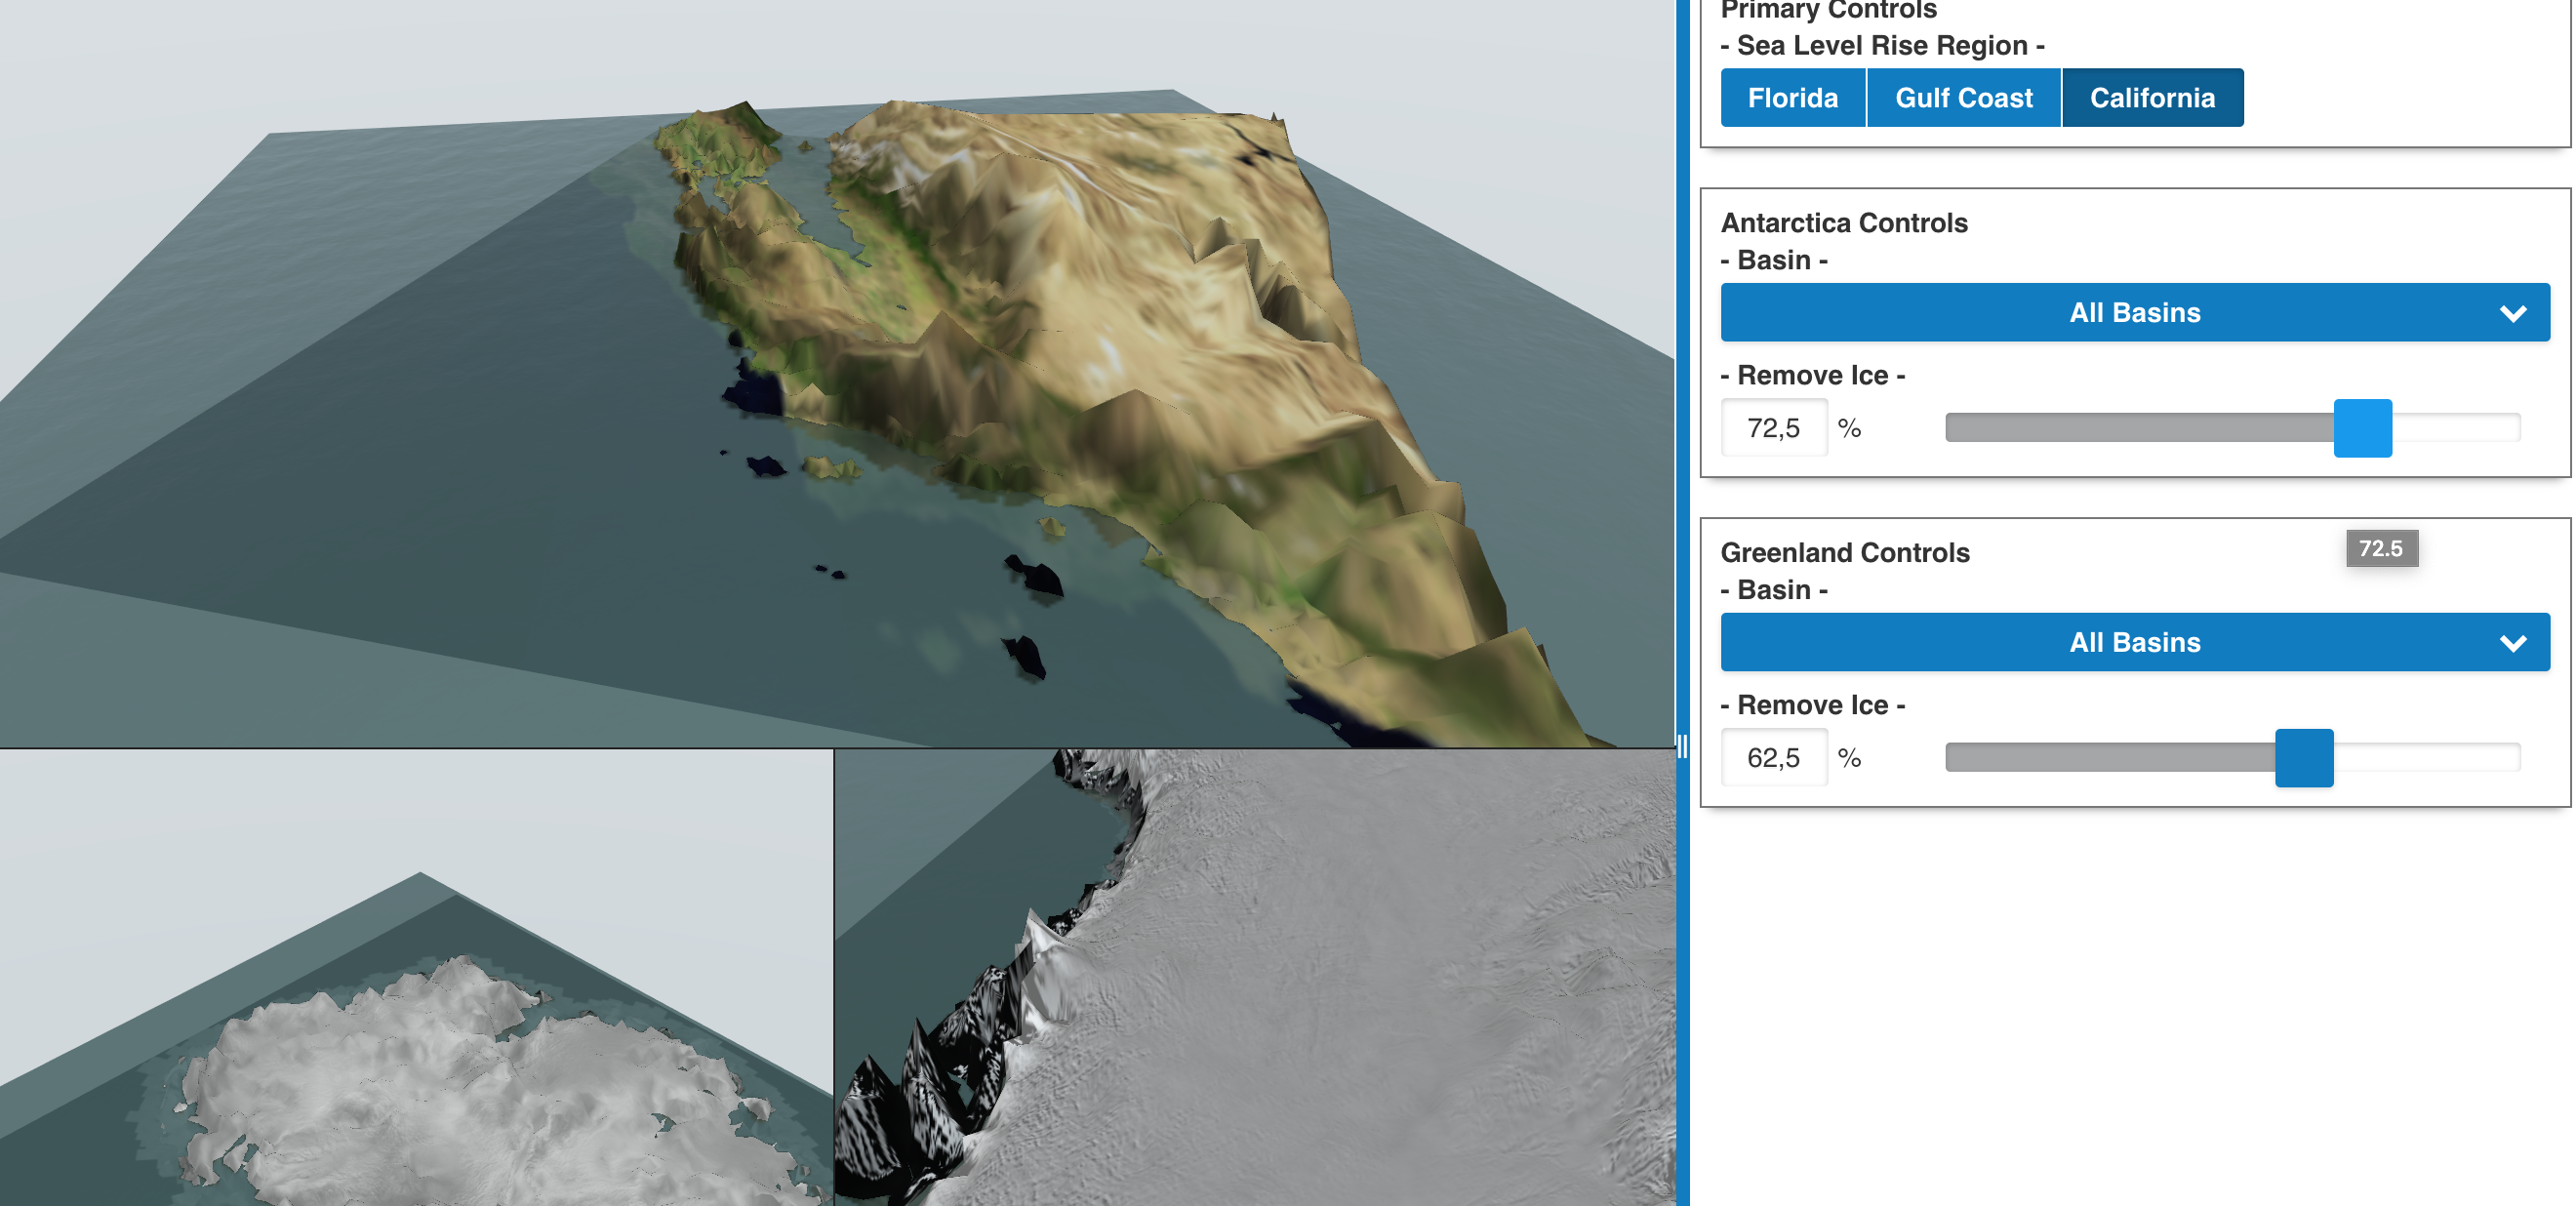 Primary Controls
- Sea Level Rise Region -
Florida Gulf Coast California
Antarctica Controls
- Basin -
All Basins
- Remove Ice -
72,5 %
Greenland Controls
72.5
- Basin -
All Basins
- Remove Ice -
62,5 %